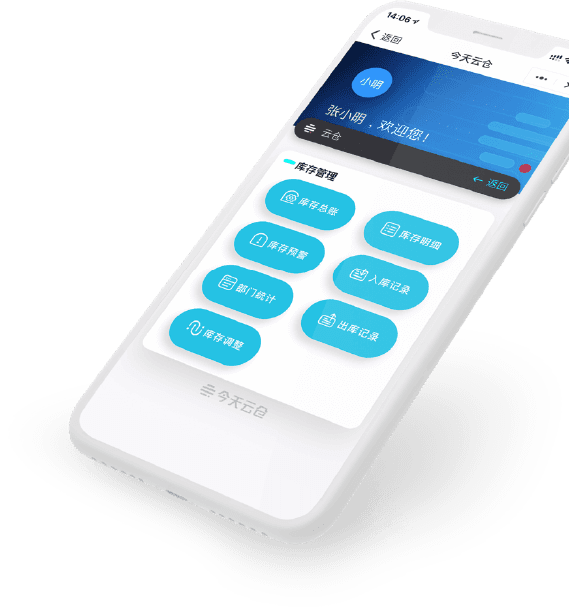 14:06
返回
今天云仓
小明
张小明，欢迎您！
云仓
← 返回
库存管理
库存总账
库存明细
库存预警
入库记录
部门统计
出库记录
库存调整
今天云仓